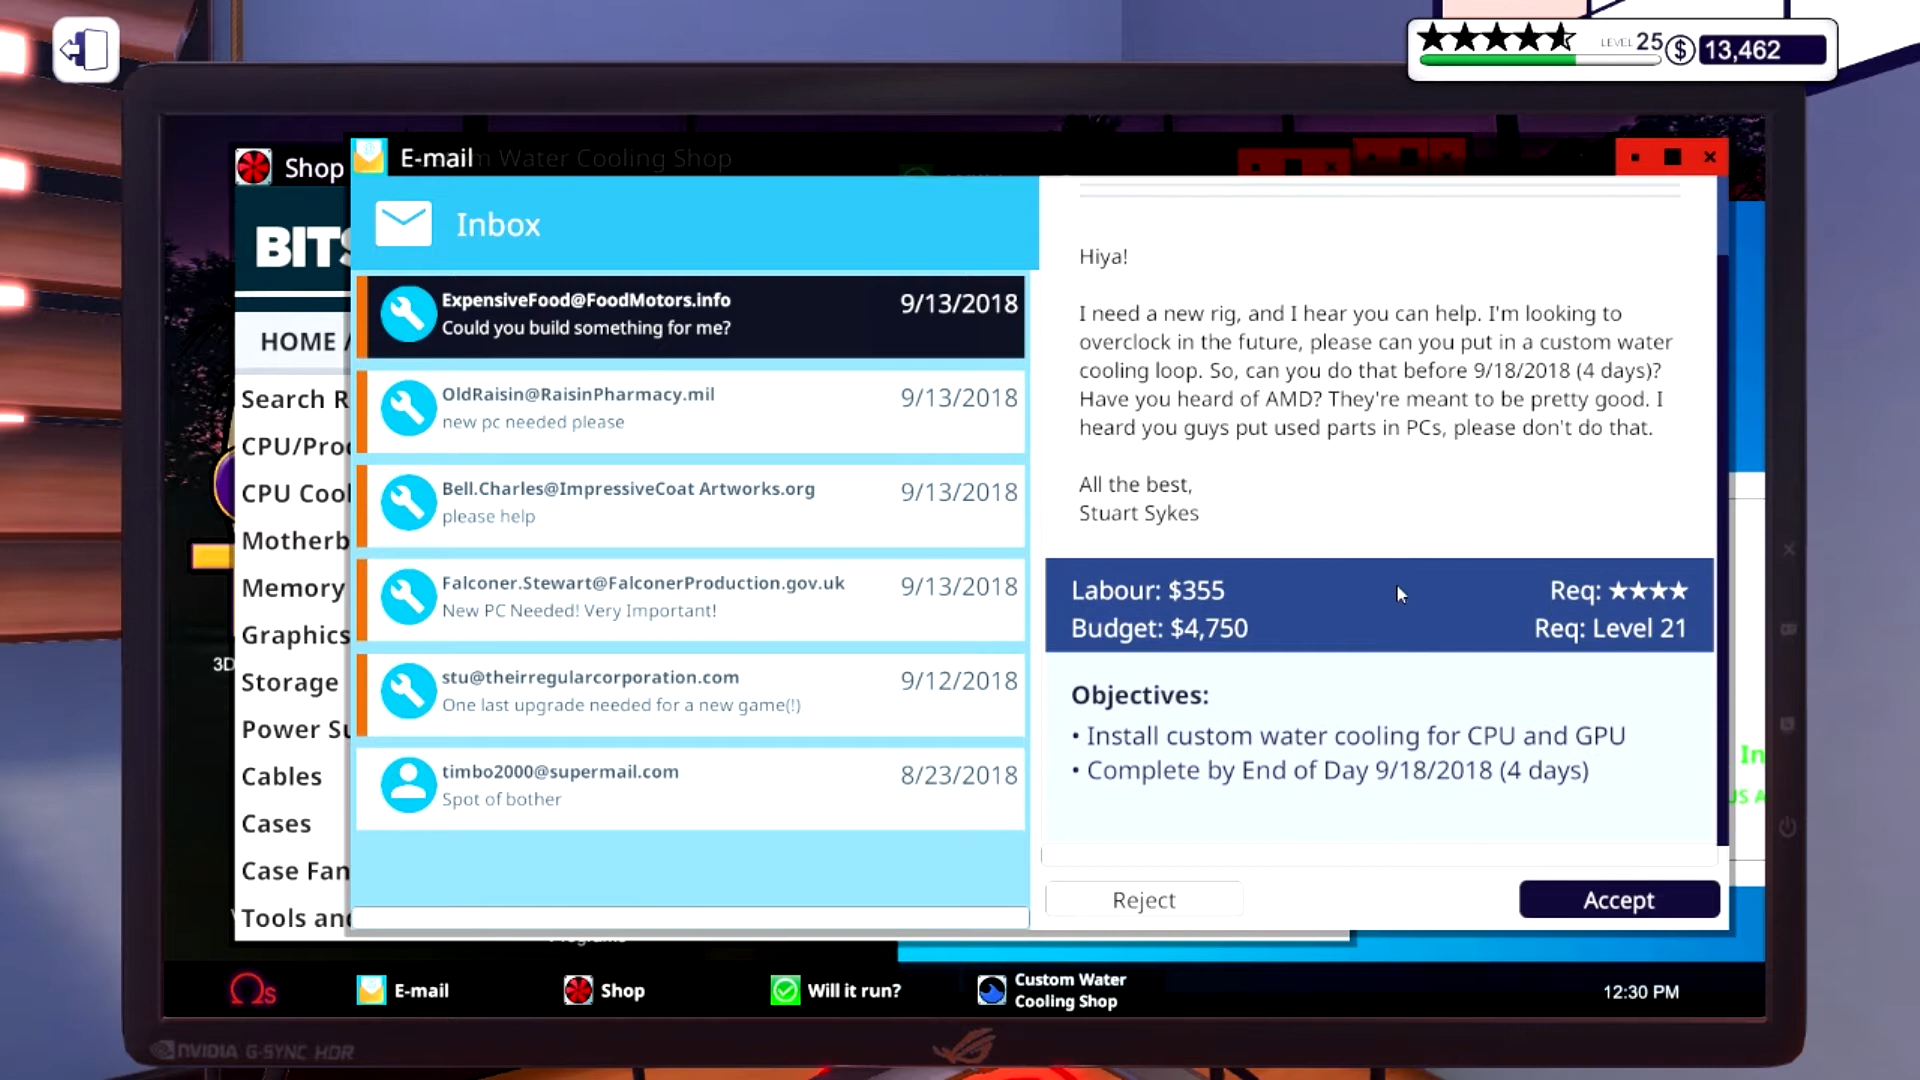 LEVEL 25 $ 13,462
Shop
E-mail
m Water Cooling Shop
BITS
HOME /
Search R
CPU/Proc
CPU Cool
Motherb
Memory
Graphics
Storage
Power Su
Cables
Cases
Case Fan
Tools and
3D
Inbox
ExpensiveFood@FoodMotors.info
9/13/2018
Could you build something for me?
OldRaisin@RaisinPharmacy.mil
9/13/2018
new pc needed please
Bell.Charles@ImpressiveCoat Artworks.org
9/13/2018
please help
Falconer.Stewart@FalconerProduction.gov.uk
9/13/2018
New PC Needed! Very Important!
stu@theirregularcorporation.com
9/12/2018
One last upgrade needed for a new game(!)
timbo2000@supermail.com
8/23/2018
Spot of bother
Hiya!
I need a new rig, and I hear you can help. I'm looking to
overclock in the future, please can you put in a custom water
cooling loop. So, can you do that before 9/18/2018 (4 days)?
Have you heard of AMD? They're meant to be pretty good. I
heard you guys put used parts in PCs, please don't do that.
All the best,
Stuart Sykes
Labour: $355
Req: ★★★★
Budget: $4,750
Req: Level 21
Objectives:
• Install custom water cooling for CPU and GPU
• Complete by End of Day 9/18/2018 (4 days)
Reject
Accept
In
US A
Ωs
E-mail
Shop
Will it run?
Custom Water
Cooling Shop
12:30 PM
NVIDIA G-SYNC HDR